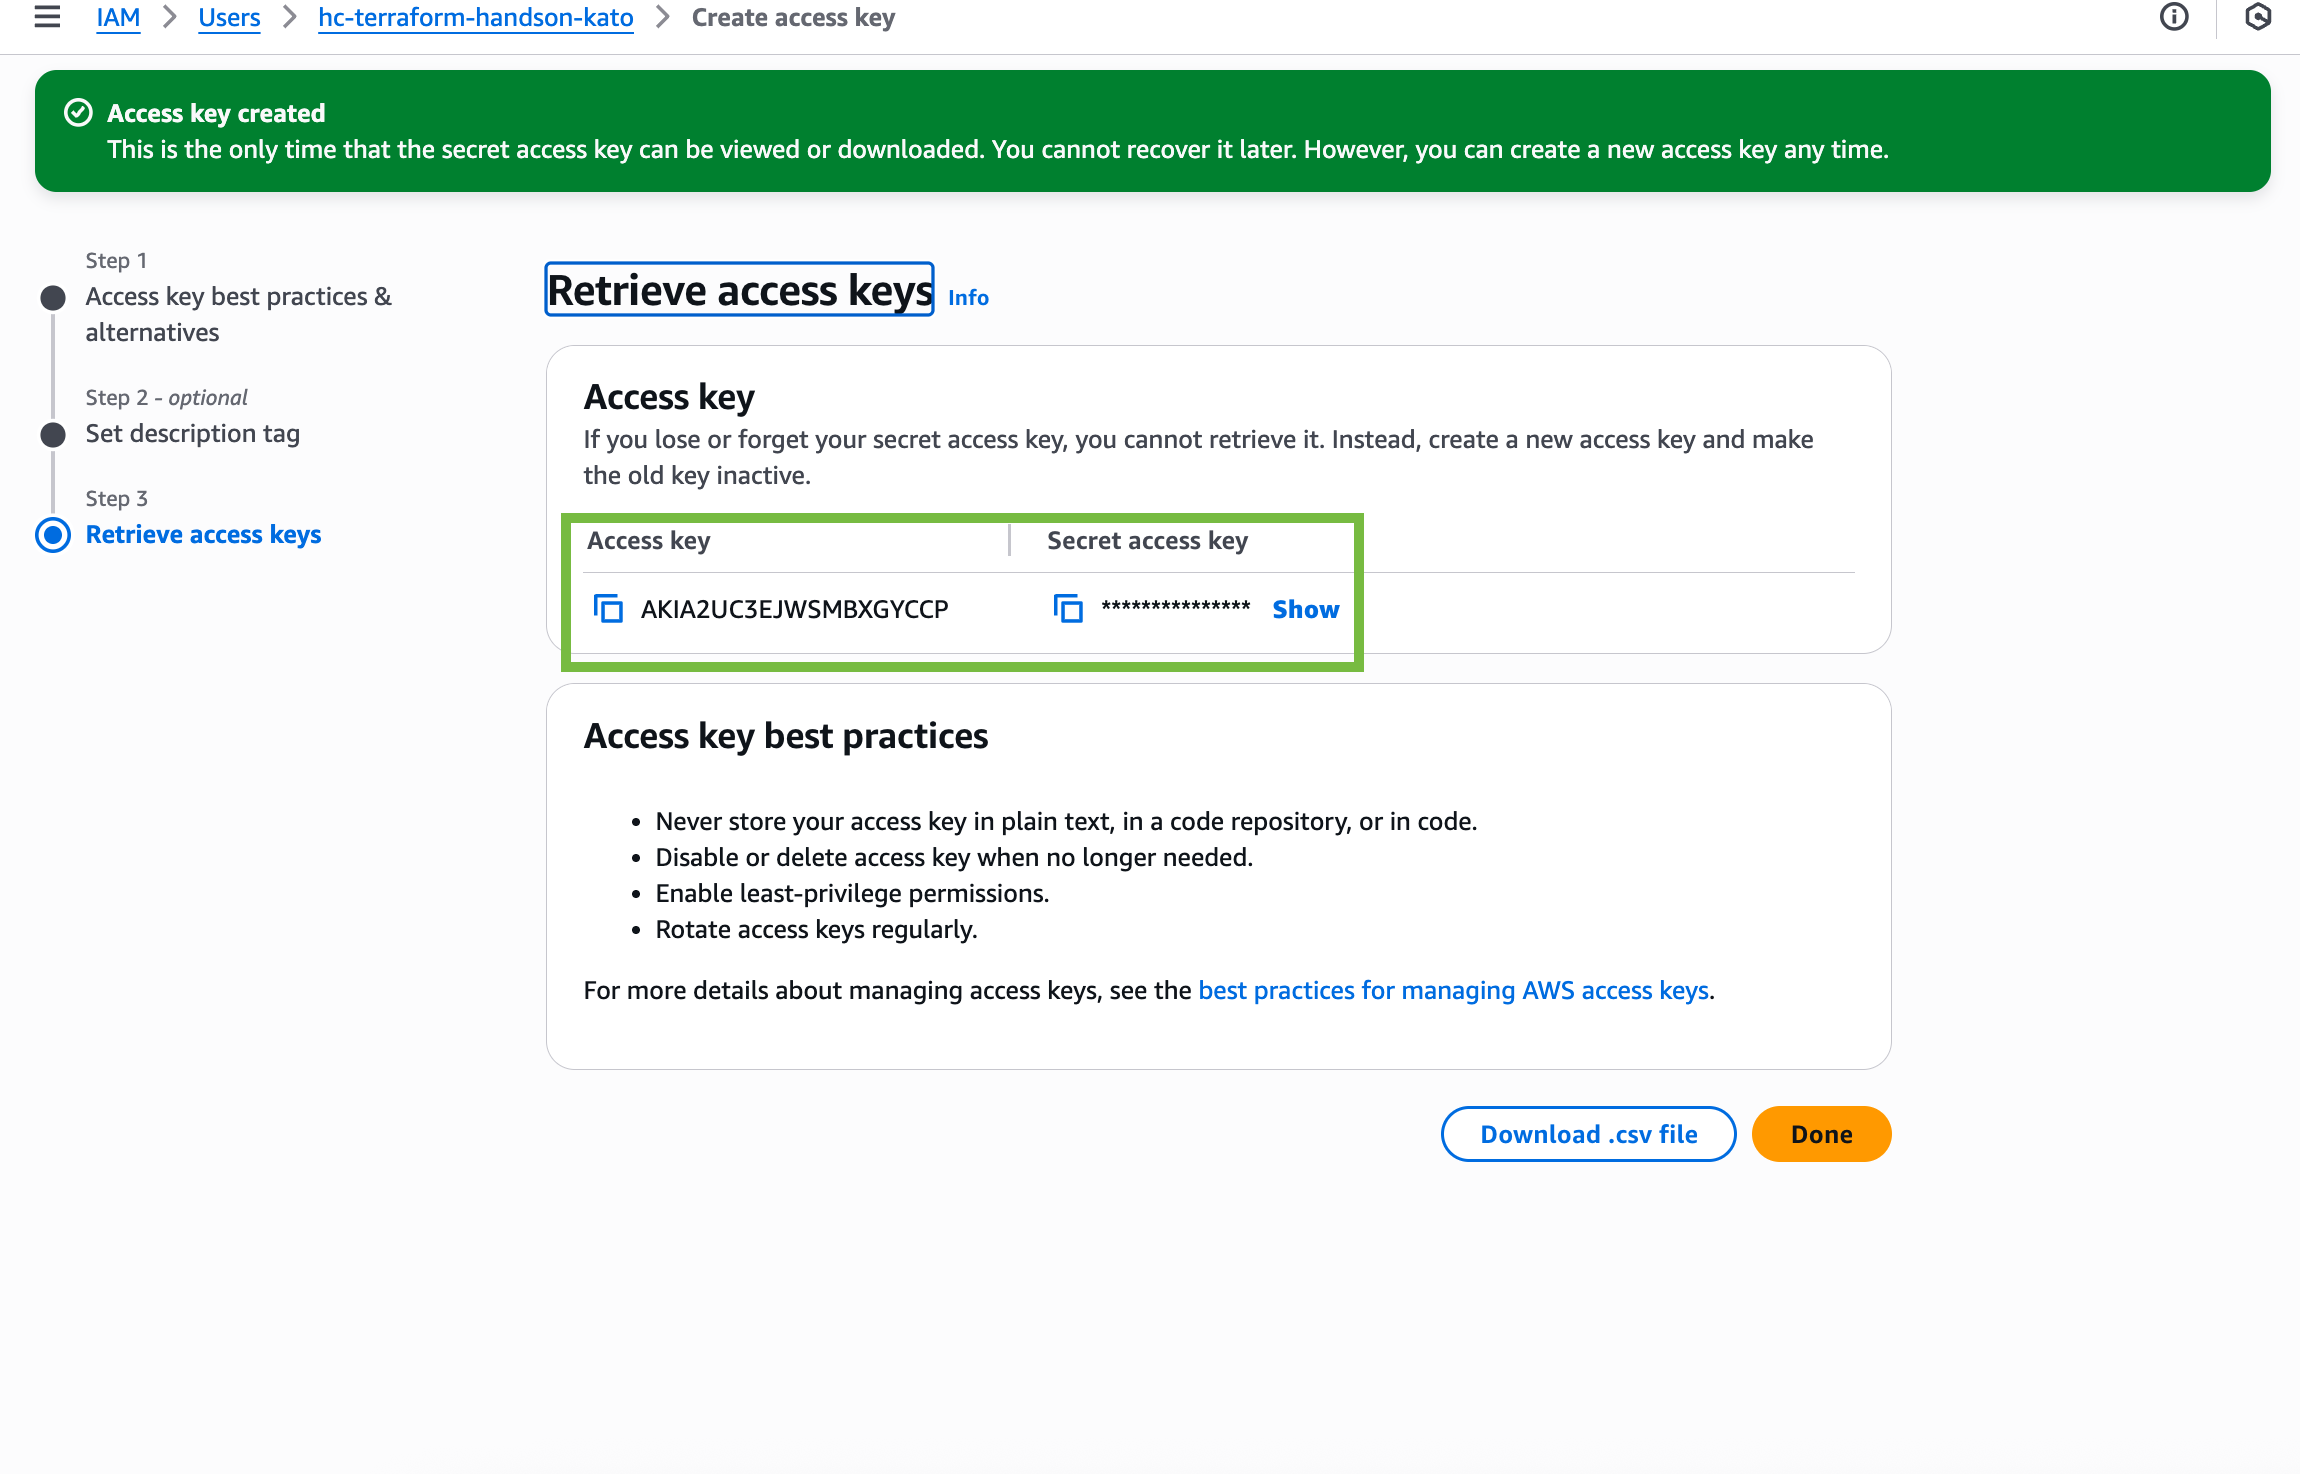 IAM > Users > hc-terraform-handson-kato > Create access key
Access key created
This is the only time that the secret access key can be viewed or downloaded. You cannot recover it later. However, you can create a new access key any time.
Step 1
Access key best practices &
alternatives
Step 2 - optional
Set description tag
Step 3
Retrieve access keys
Retrieve access keys Info
Access key
If you lose or forget your secret access key, you cannot retrieve it. Instead, create a new access key and make
the old key inactive.
Access key Secret access key
AKIA2UC3EJWSMBXGYCCP *************** Show
Access key best practices
• Never store your access key in plain text, in a code repository, or in code.
• Disable or delete access key when no longer needed.
• Enable least-privilege permissions.
• Rotate access keys regularly.
For more details about managing access keys, see the best practices for managing AWS access keys.
Download .csv file Done